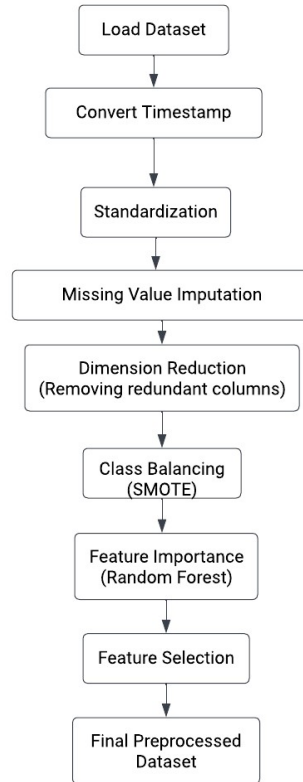 Load Dataset
Convert Timestamp
Standardization
Missing Value Imputation
Dimension Reduction
(Removing redundant columns)
Class Balancing
(SMOTE)
Feature Importance
(Random Forest)
Feature Selection
Final Preprocessed
Dataset